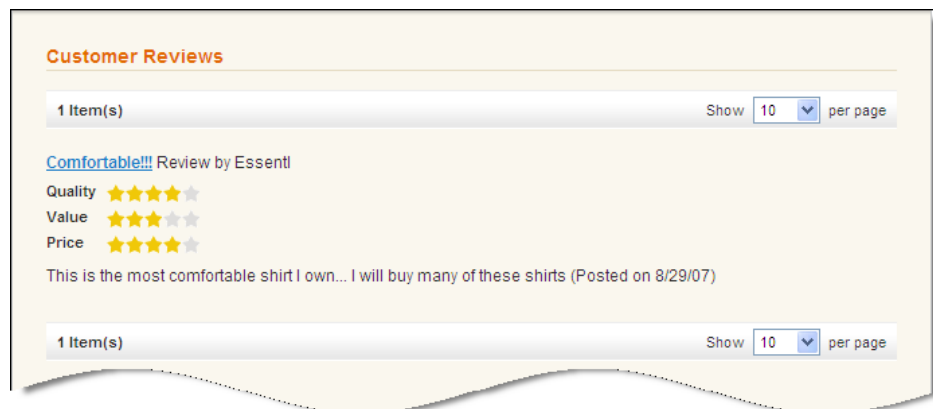 Customer Reviews
1 Item(s) Show 10 per page
Comfortable!!! Review by Essentl
Quality
Value
Price
This is the most comfortable shirt I own... I will buy many of these shirts (Posted on 8/29/07)
1 Item(s) Show 10 per page